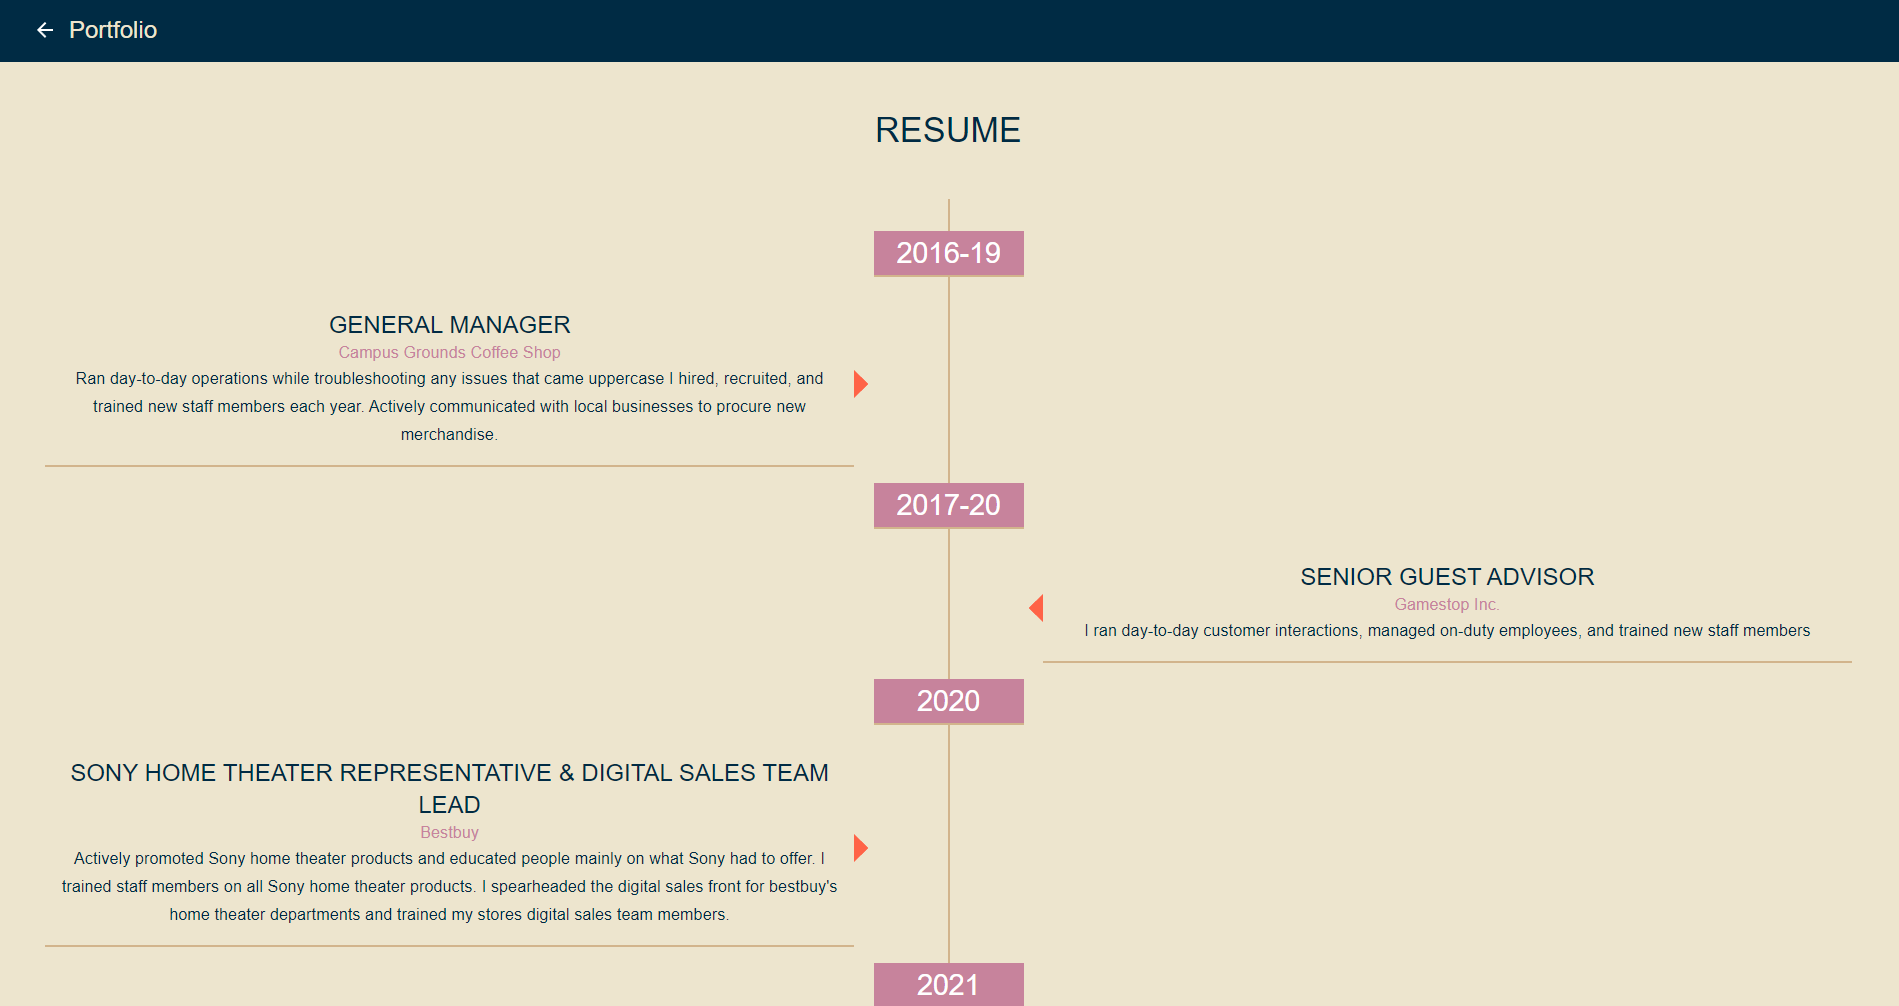 Portfolio
RESUME
2016-19
GENERAL MANAGER
Campus Grounds Coffee Shop
Ran day-to-day operations while troubleshooting any issues that came uppercase I hired, recruited, and
trained new staff members each year. Actively communicated with local businesses to procure new
merchandise.
2017-20
SENIOR GUEST ADVISOR
Gamestop Inc.
I ran day-to-day customer interactions, managed on-duty employees, and trained new staff members
2020
SONY HOME THEATER REPRESENTATIVE & DIGITAL SALES TEAM
LEAD
Bestbuy
Actively promoted Sony home theater products and educated people mainly on what Sony had to offer. I
trained staff members on all Sony home theater products. I spearheaded the digital sales front for bestbuy's
home theater departments and trained my stores digital sales team members.
2021